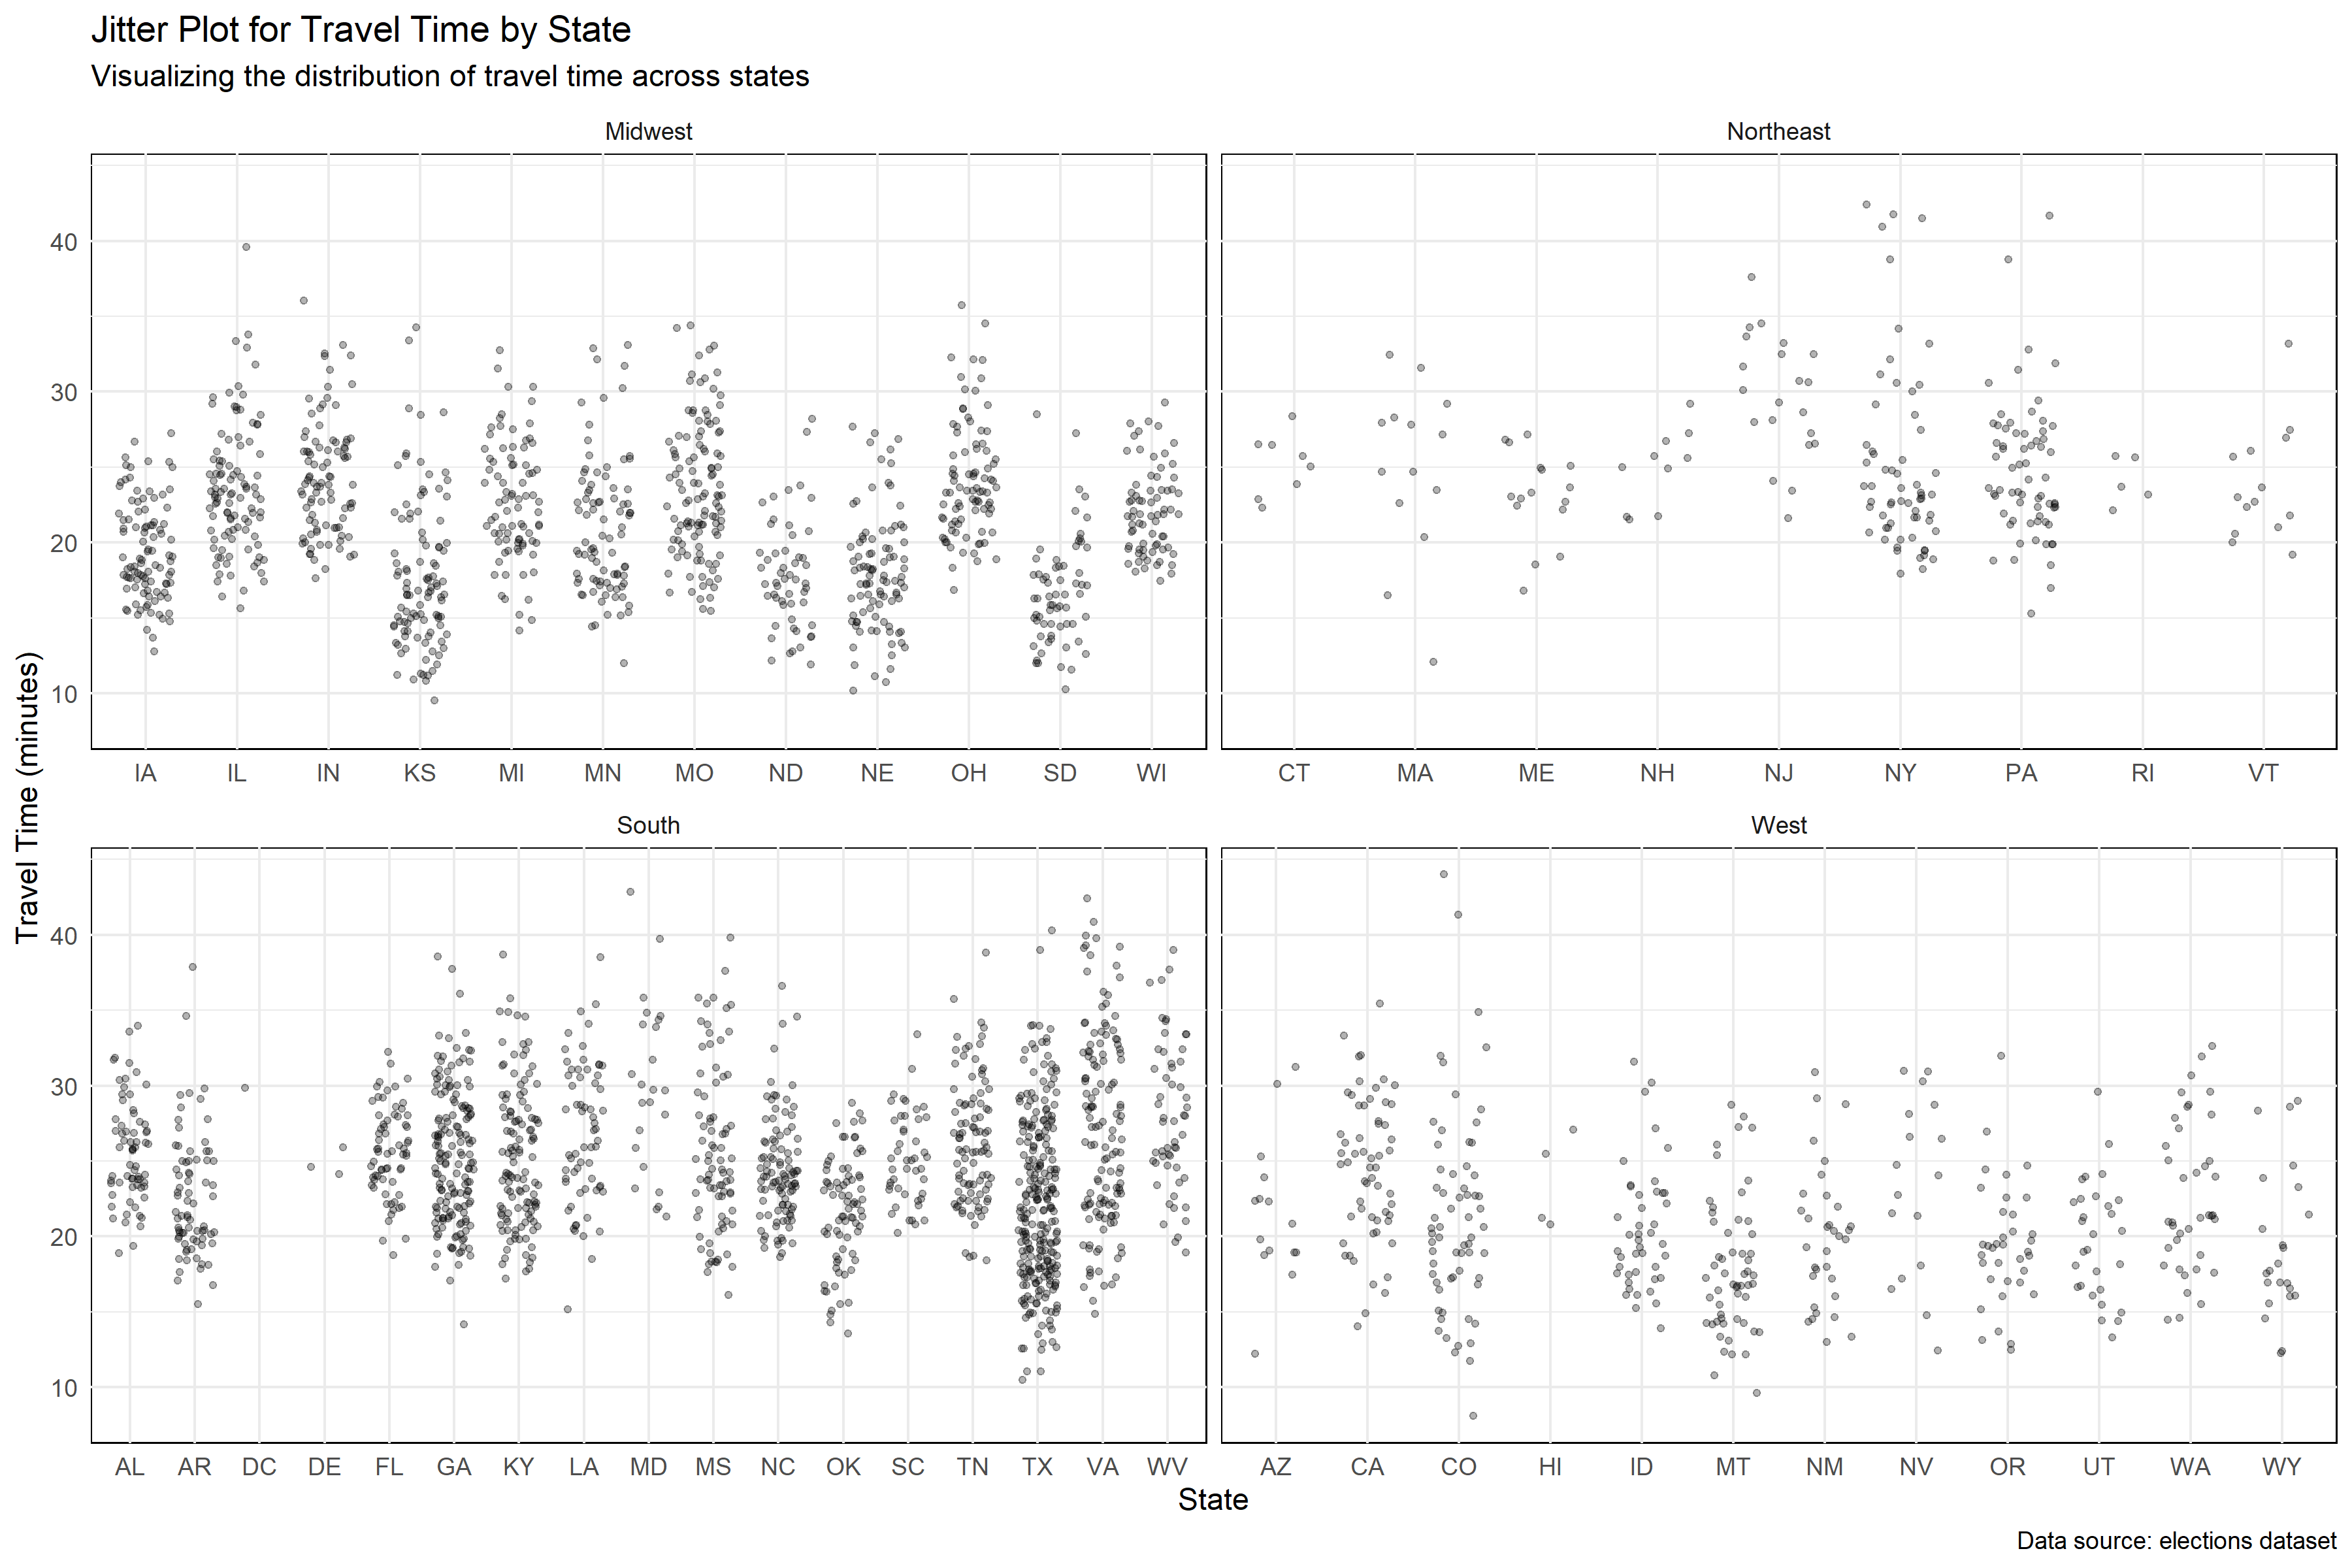 Jitter Plot for Travel Time by State
Visualizing the distribution of travel time across states
Midwest
Northeast
40
30
20
10
IA IL IN KS MI MN MO ND NE OH SD WI
CT MA ME NH NJ NY PA RI VT
Travel Time (minutes)
South
West
40
30
20
10
AL AR DC DE FL GA KY LA MD MS NC OK SC TN TX VA WV
AZ CA CO HI ID MT NM NV OR UT WA WY
State
Data source: elections dataset